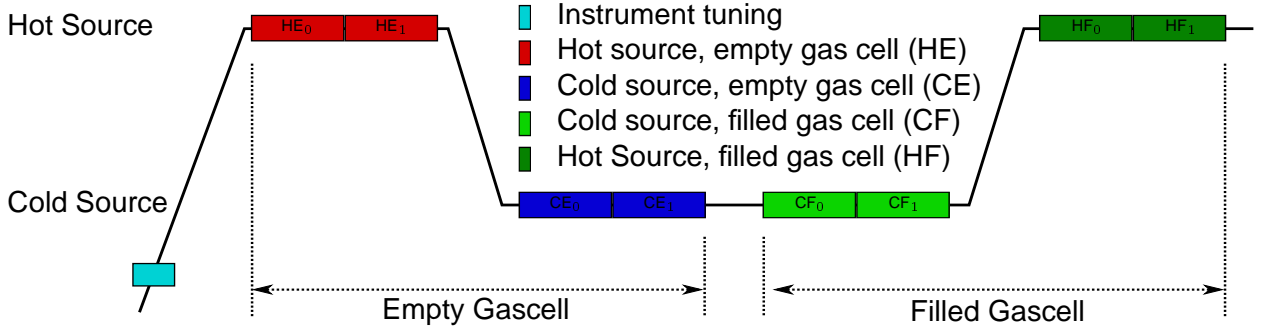 Instrument tuning
Hot Source
HE0 HE1
HF0 HF1
Hot source, empty gas cell (HE)
Cold source, empty gas cell (CE)
Cold source, filled gas cell (CF)
Hot Source, filled gas cell (HF)
Cold Source
CE0 CE1
CF0 CF1
Empty Gascell
Filled Gascell